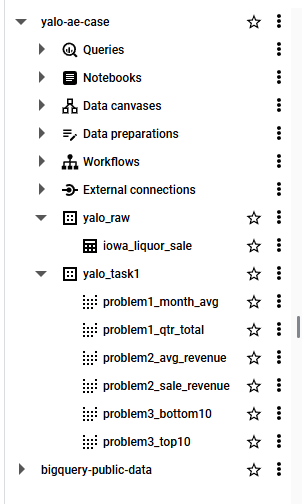 yalo-ae-case
Queries
Notebooks
Data canvases
Data preparations
Workflows
External connections
yalo_raw
iowa_liquor_sale
yalo_task1
problem1_month_avg
problem1_qtr_total
problem2_avg_revenue
problem2_sale_revenue
problem3_bottom10
problem3_top10
bigquery-public-data